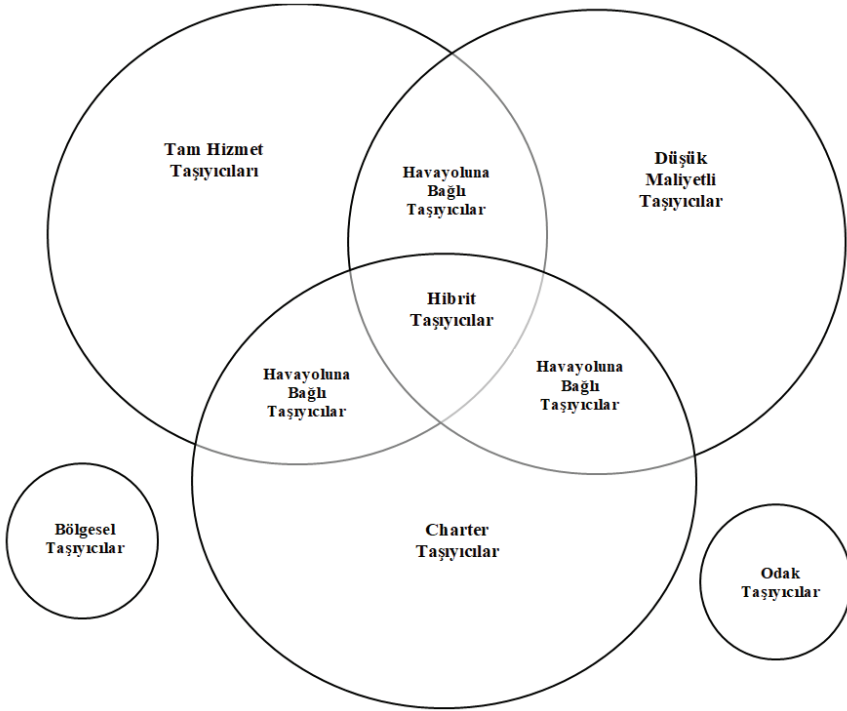 Tam Hizmet
Taşıyıcıları
Düşük
Maliyetli
Taşıyıcılar
Havayoluna
Bağlı
Taşıyıcılar
Hibrit
Taşıyıcılar
Havayoluna
Bağlı
Taşıyıcılar
Havayoluna
Bağlı
Taşıyıcılar
Bölgesel
Taşıyıcılar
Charter
Taşıyıcılar
Odak
Taşıyıcılar